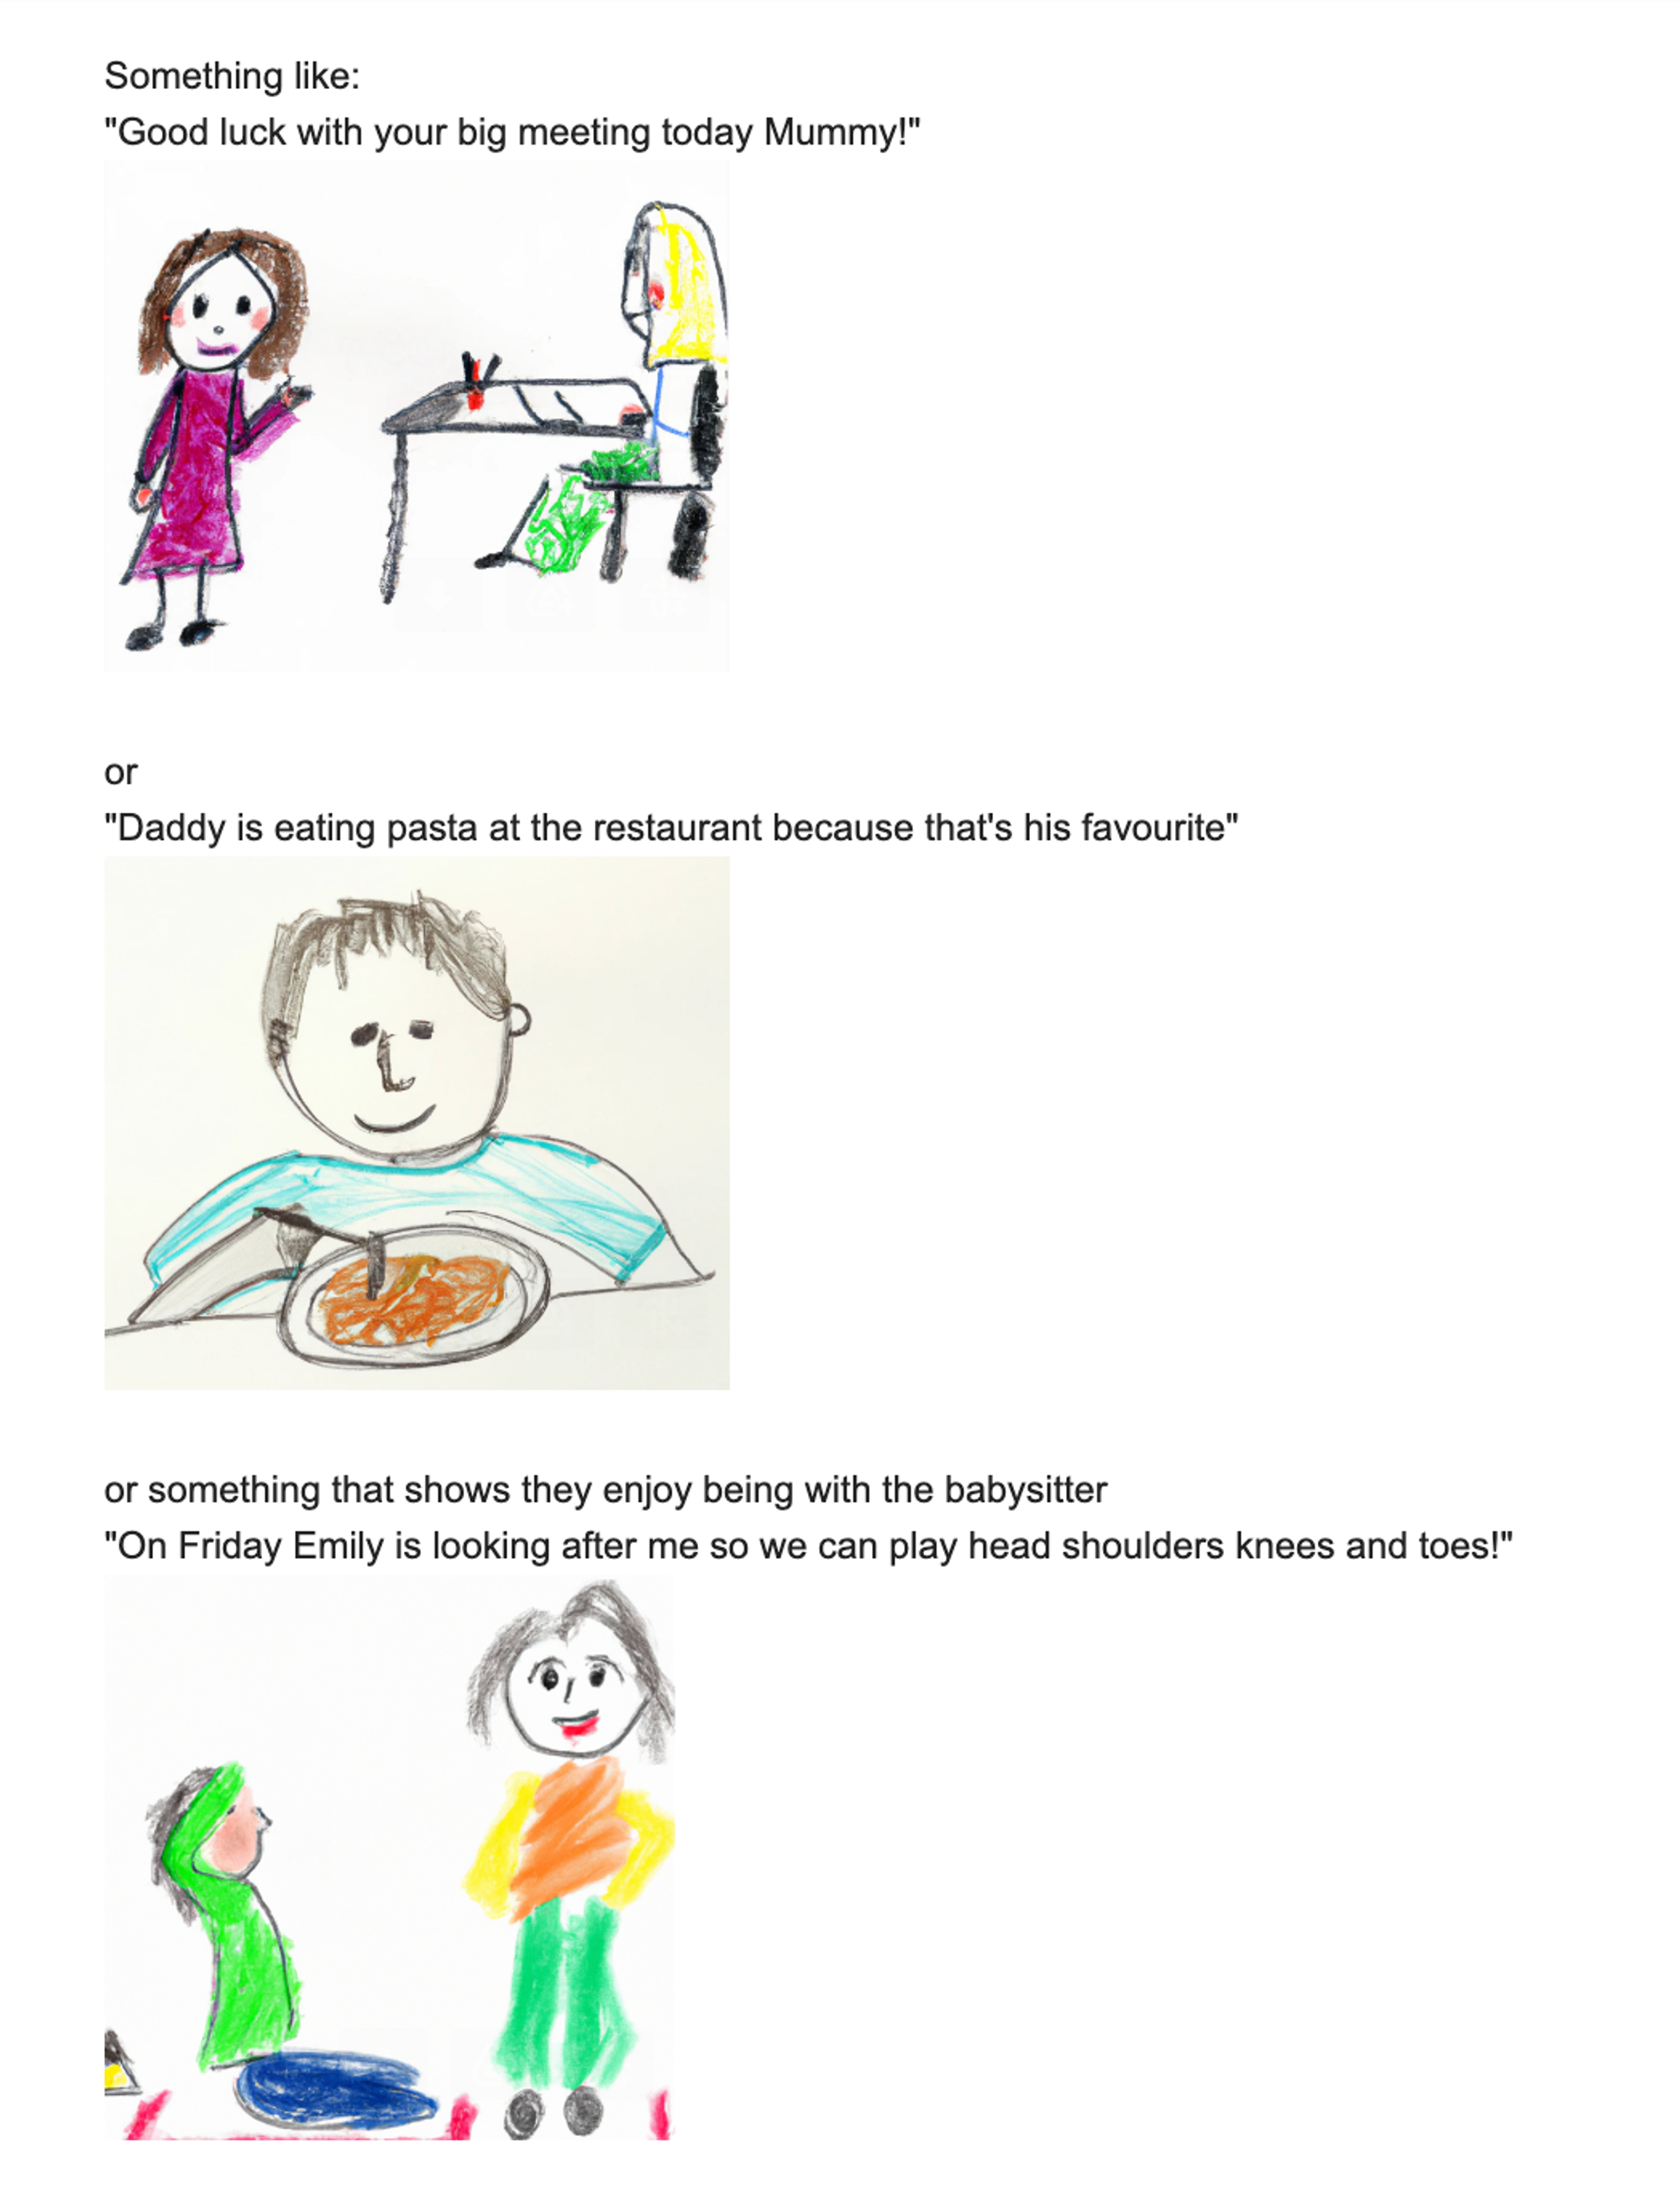 Something like:
"Good luck with your big meeting today Mummy!"
or
"Daddy is eating pasta at the restaurant because that's his favourite"
or something that shows they enjoy being with the babysitter
"On Friday Emily is looking after me so we can play head shoulders knees and toes!"